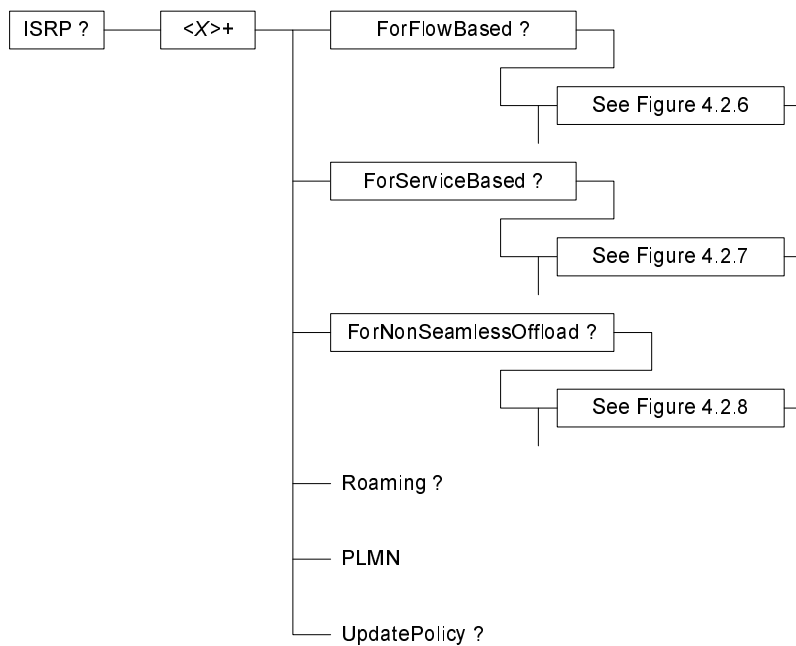 ISRP ?
<X>+
ForFlowBased ?
See Figure 4.2.6
ForServiceBased ?
See Figure 4.2.7
ForNonSeamlessOffload ?
See Figure 4.2.8
Roaming ?
PLMN
UpdatePolicy ?